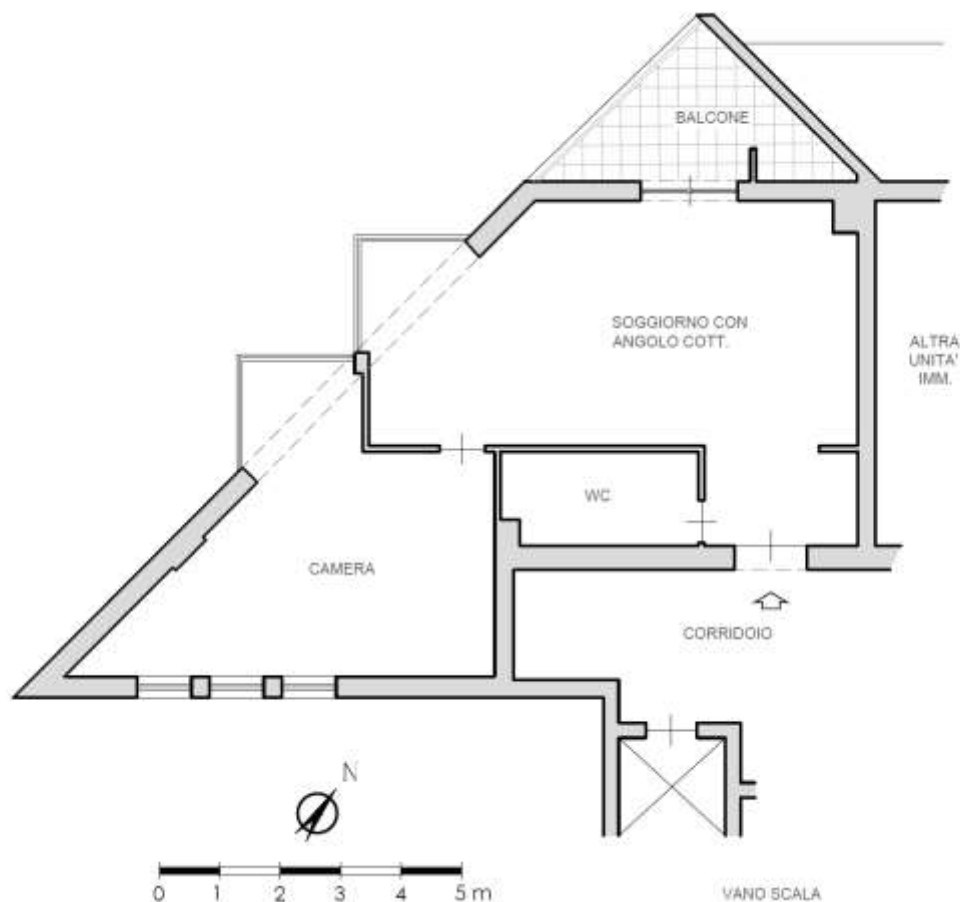 BALCONE
SOGGIORNO CON
ANGOLO COTT.
ALTRA
UNITA'
IMM.
WC
CAMERA
CORRIDOIO
N
0 1 2 3 4 5 m
VANO SCALA